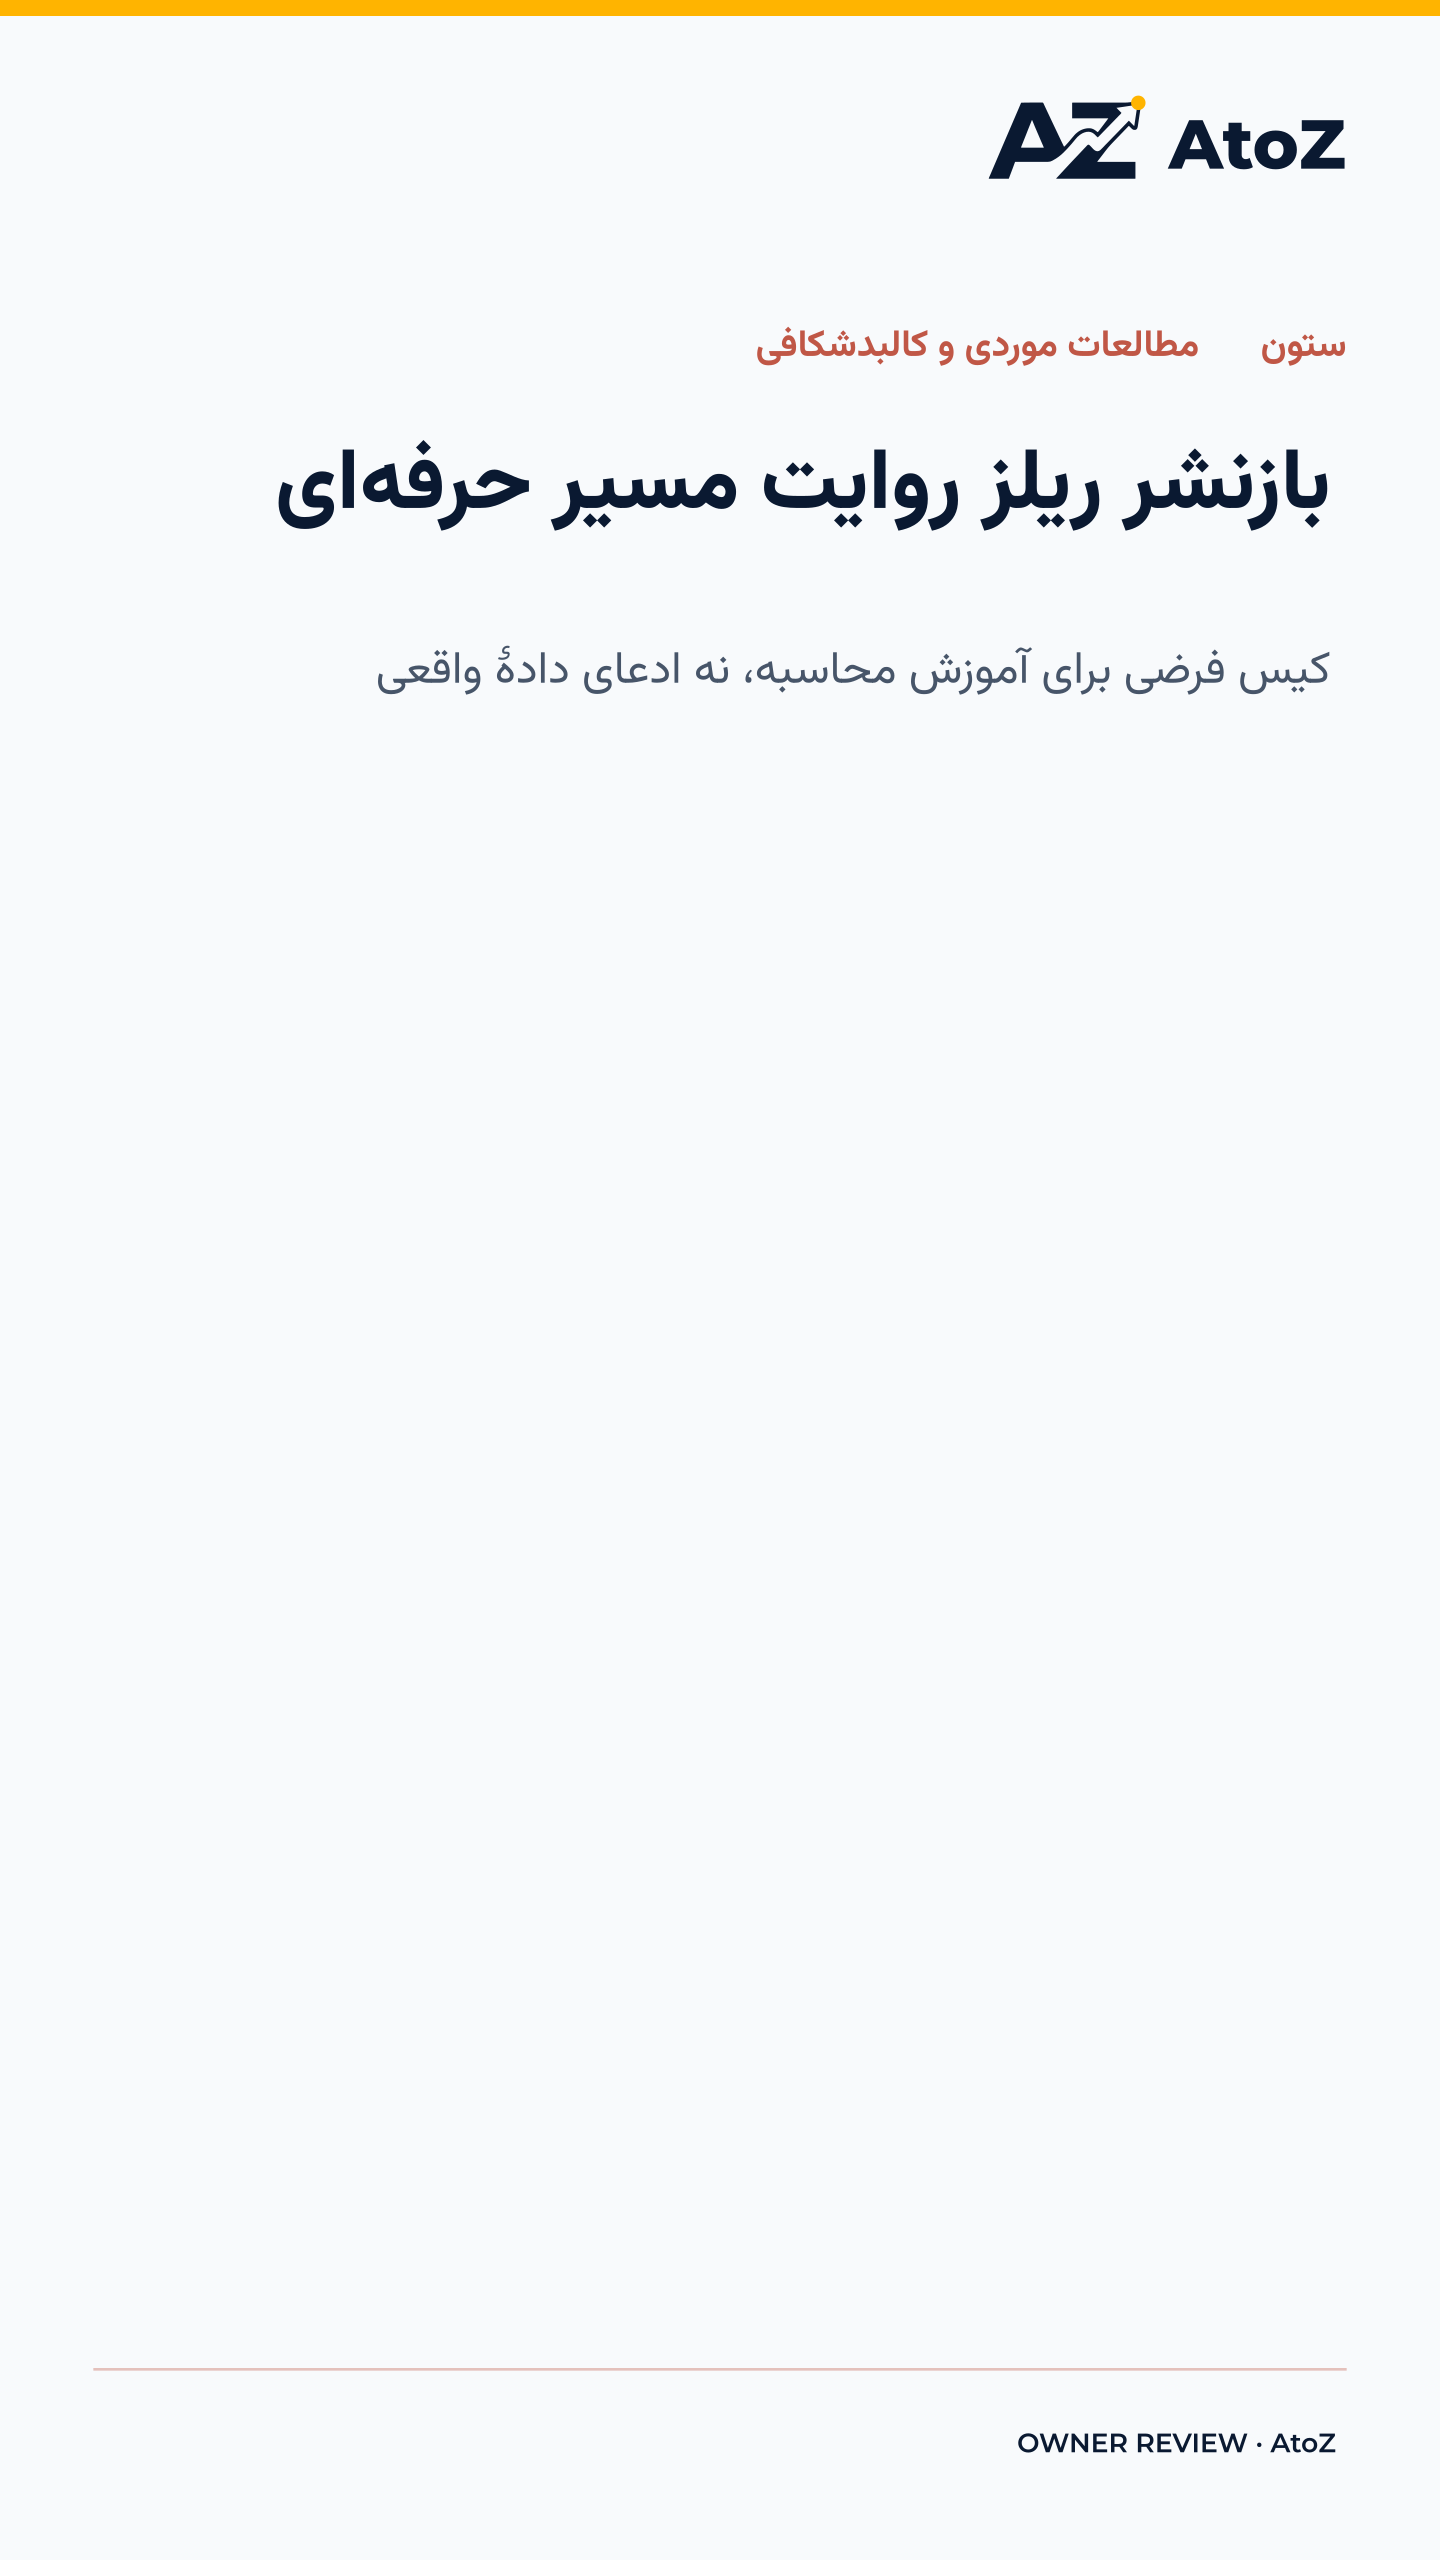 AZ AtoZ
ستون مطالعات موردی و کالبدشکافی
بازنشر ریلز روایت مسیر حرفه‌ای
کیس فرضی برای آموزش محاسبه، نه ادعای دادهٔ واقعی
OWNER REVIEW · AtoZ